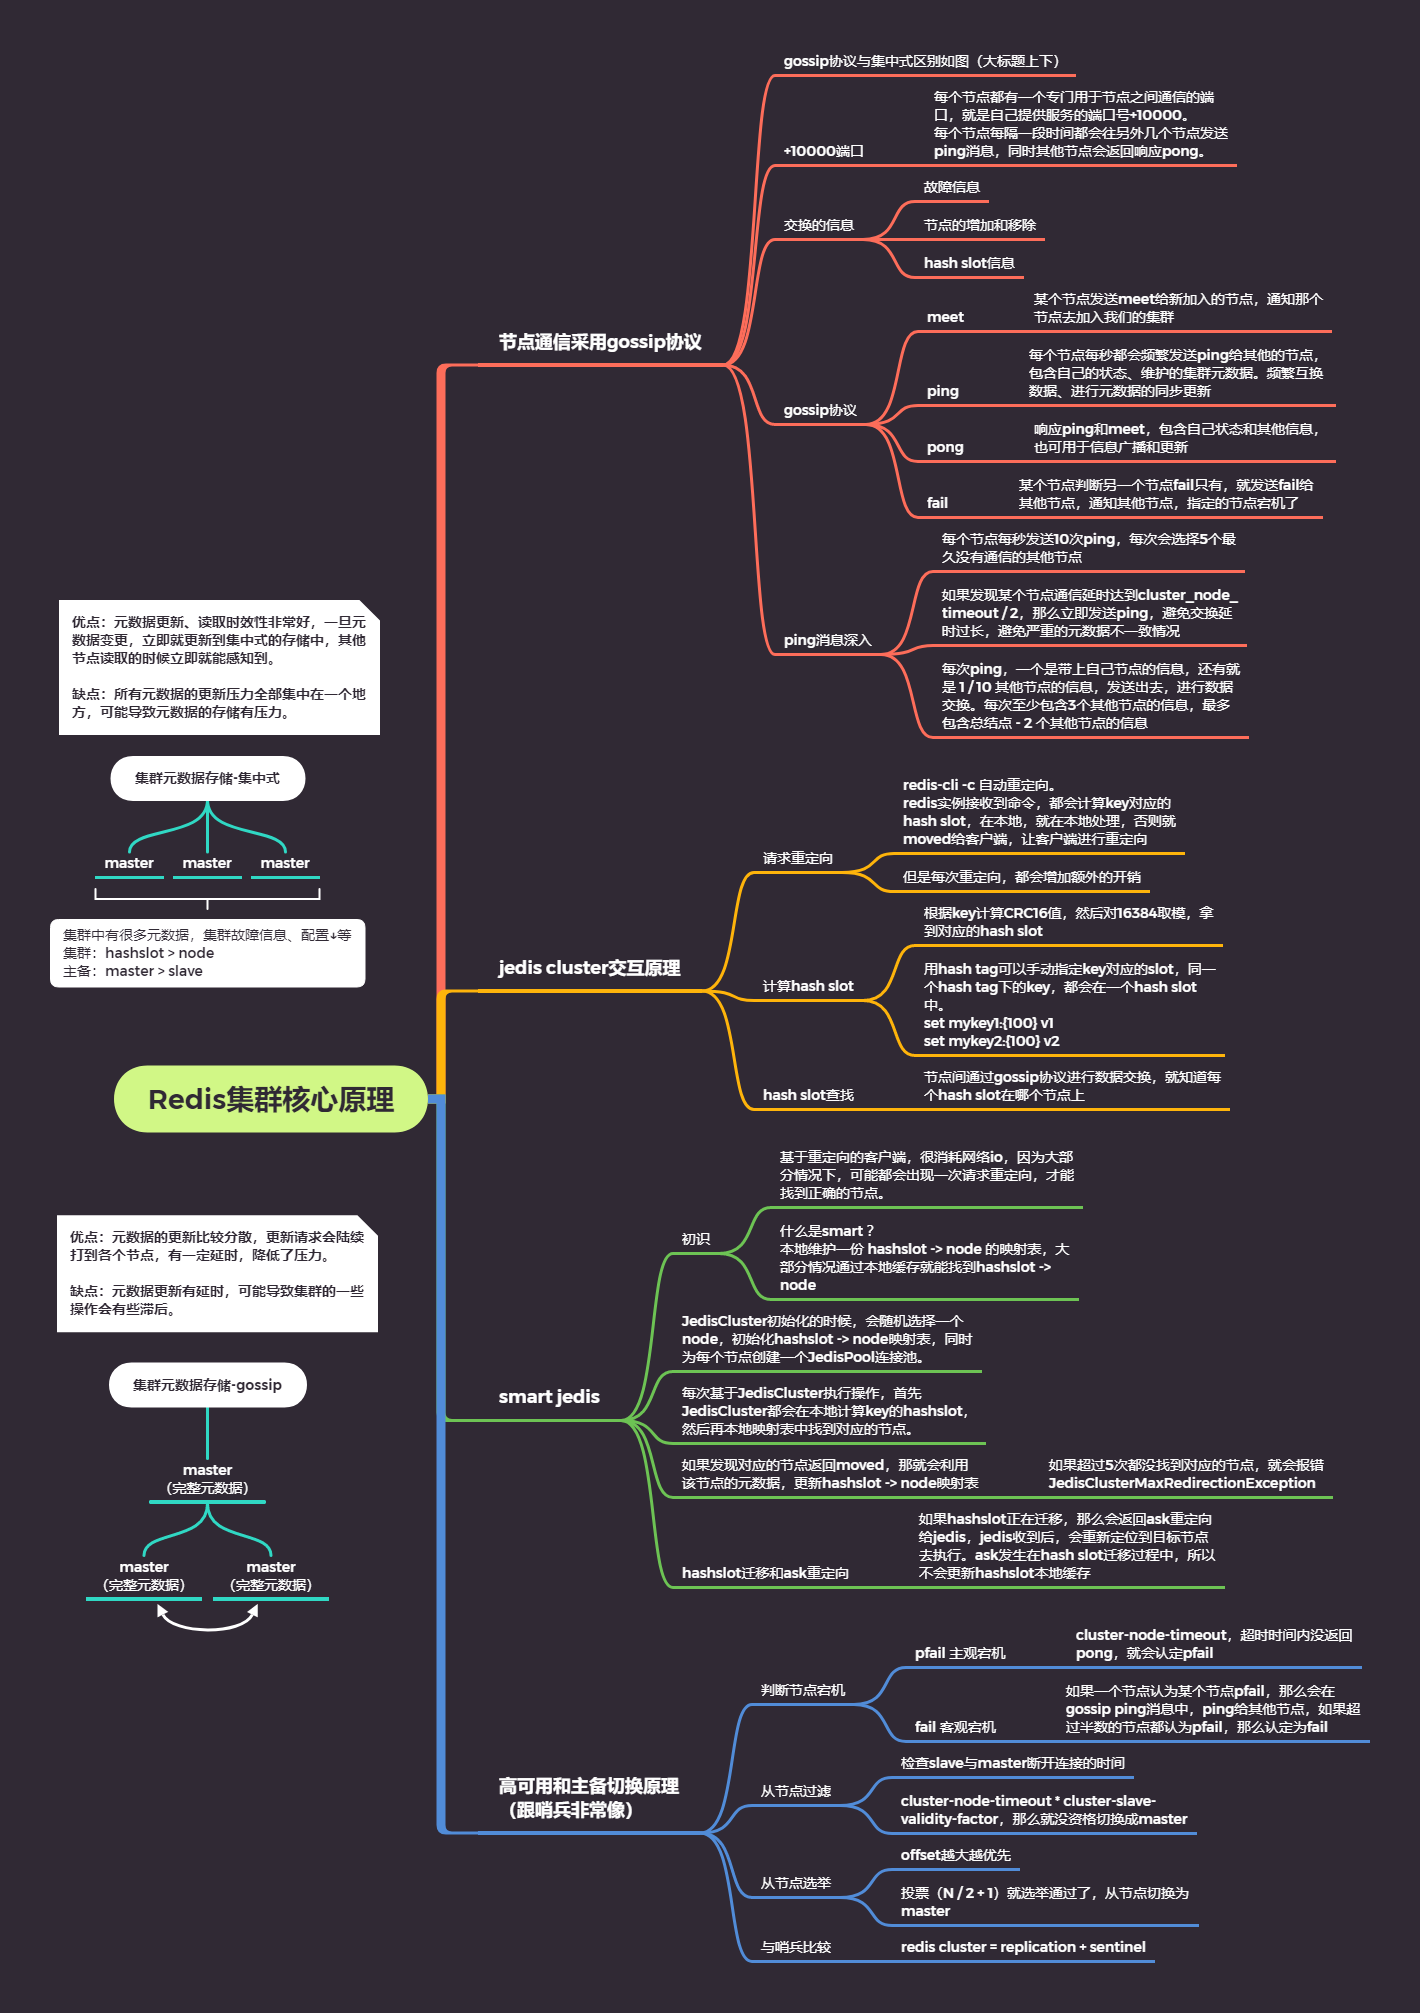 gossip协议与集中式区别如图（大标题上下）
每个节点都有一个专门用于节点之间通信的端
口，就是自己提供服务的端口号+10000。
每个节点每隔一段时间都会往另外几个节点发送
ping消息，同时其他节点会返回响应pong。
+10000端口
故障信息
交换的信息
节点的增加和移除
hash slot信息
节点通信采用gossip协议
某个节点发送meet给新加入的节点，通知那个
节点去加入我们的集群
meet
每个节点每秒都会频繁发送ping给其他的节点，
包含自己的状态、维护的集群元数据。频繁互换
数据、进行元数据的同步更新
ping
gossip协议
响应ping和meet，包含自己状态和其他信息，
也可用于信息广播和更新
pong
某个节点判断另一个节点fail只有，就发送fail给
其他节点，通知其他节点，指定的节点宕机了
fail
每个节点每秒发送10次ping，每次会选择5个最
久没有通信的其他节点
如果发现某个节点通信延时达到cluster_node_
timeout / 2，那么立即发送ping，避免交换延
时过长，避免严重的元数据不一致情况
ping消息深入
每次ping，一个是带上自己节点的信息，还有就
是 1 / 10 其他节点的信息，发送出去，进行数据
交换。每次至少包含3个其他节点的信息，最多
包含总结点 - 2 个其他节点的信息
优点：元数据更新、读取时效性非常好，一旦元
数据变更，立即就更新到集中式的存储中，其他
节点读取的时候立即就能感知到。
缺点：所有元数据的更新压力全部集中在一个地
方，可能导致元数据的存储有压力。
集群元数据存储-集中式
master
master
master
集群中有很多元数据，集群故障信息、配置↓等
集群：hashslot > node
主备：master > slave
redis-cli -c 自动重定向。
redis实例接收到命令，都会计算key对应的
hash slot，在本地，就在本地处理，否则就
moved给客户端，让客户端进行重定向
请求重定向
但是每次重定向，都会增加额外的开销
根据key计算CRC16值，然后对16384取模，拿
到对应的hash slot
jedis cluster交互原理
计算hash slot
用hash tag可以手动指定key对应的slot，同一
个hash tag下的key，都会在一个hash slot
中。
set mykey1:{100} v1
set mykey2:{100} v2
节点间通过gossip协议进行数据交换，就知道每
个hash slot在哪个节点上
hash slot查找
Redis集群核心原理
基于重定向的客户端，很消耗网络io，因为大部
分情况下，可能都会出现一次请求重定向，才能
找到正确的节点。
初识
什么是smart？
本地维护一份 hashslot -> node 的映射表，大
部分情况通过本地缓存就能找到hashslot ->
node
JedisCluster初始化的时候，会随机选择一个
node，初始化hashslot -> node映射表，同时
为每个节点创建一个JedisPool连接池。
smart jedis
每次基于JedisCluster执行操作，首先
JedisCluster都会在本地计算key的hashslot，
然后再本地映射表中找到对应的节点。
如果发现对应的节点返回moved，那就会利用
该节点的元数据，更新hashslot -> node映射表
如果超过5次都没找到对应的节点，就会报错
JedisClusterMaxRedirectionException
如果hashslot正在迁移，那么会返回ask重定向
给jedis，jedis收到后，会重新定位到目标节点
去执行。ask发生在hash slot迁移过程中，所以
不会更新hashslot本地缓存
hashslot迁移和ask重定向
优点：元数据的更新比较分散，更新请求会陆续
打到各个节点，有一定延时，降低了压力。
缺点：元数据更新有延时，可能导致集群的一些
操作会有些滞后。
集群元数据存储-gossip
master
（完整元数据）
master
（完整元数据）
master
（完整元数据）
cluster-node-timeout，超时时间内没返回
pong，就会认定pfail
pfail 主观宕机
判断节点宕机
如果一个节点认为某个节点pfail，那么会在
gossip ping消息中，ping给其他节点，如果超
过半数的节点都认为pfail，那么认定为fail
fail 客观宕机
高可用和主备切换原理
（跟哨兵非常像）
检查slave与master断开连接的时间
从节点过滤
cluster-node-timeout * cluster-slave-
validity-factor，那么就没资格切换成master
offset越大越优先
从节点选举
投票（N / 2 + 1）就选举通过了，从节点切换为
master
与哨兵比较
redis cluster = replication + sentinel